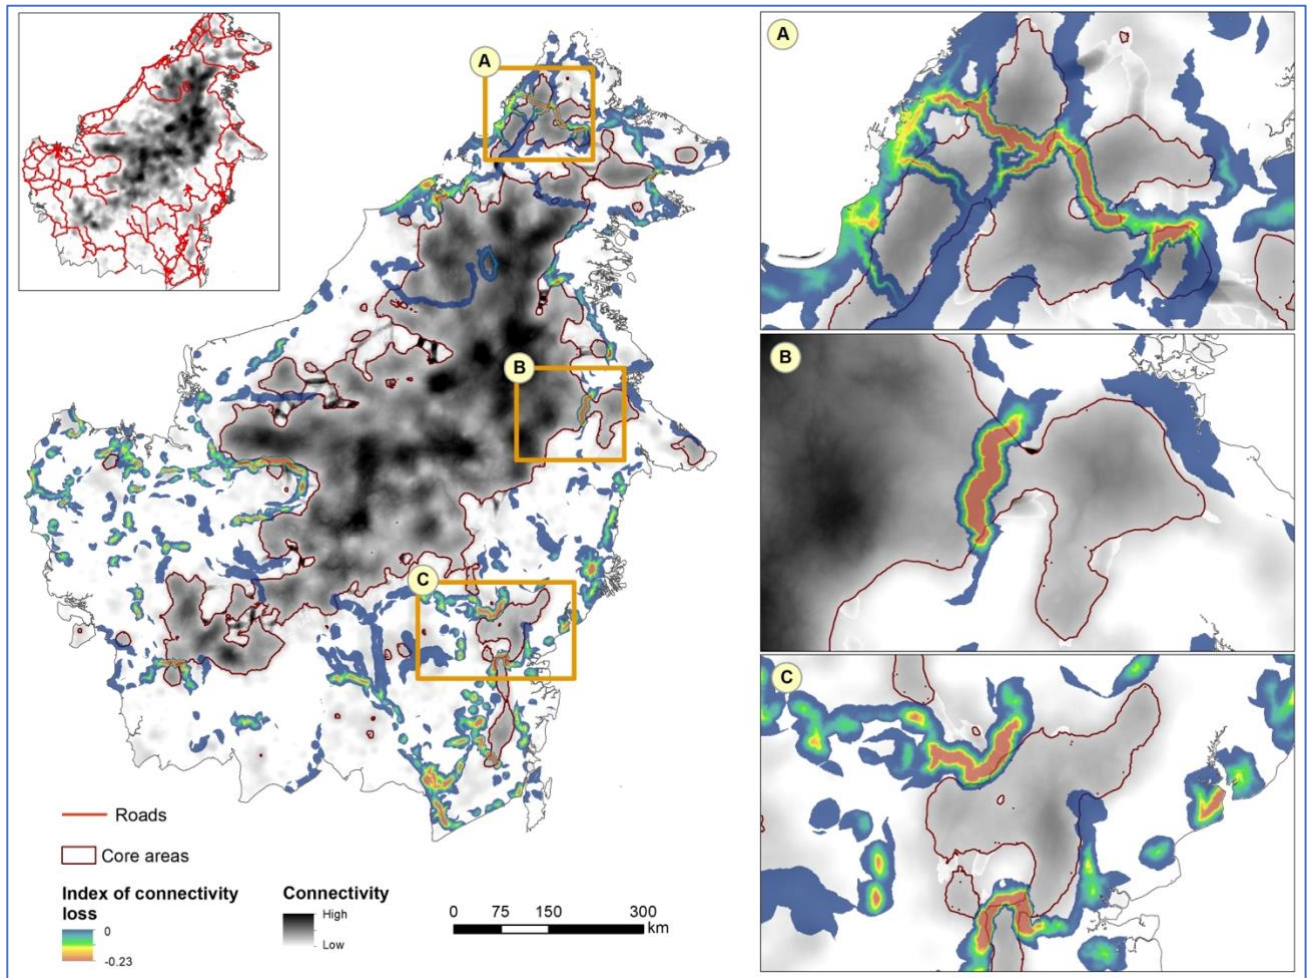 A
B
C
A
B
C
Roads
Core areas
Index of connectivity
loss
0
-0.23
Connectivity
High
Low
0 75 150 300
km